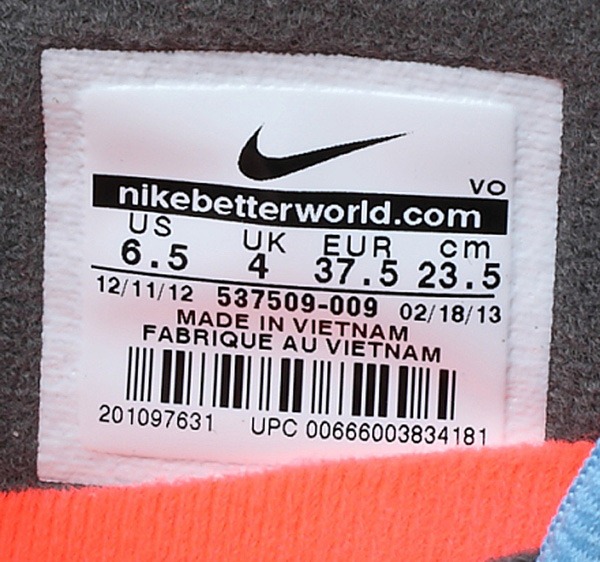 VO
nikebetterworld.com
US UK EUR cm
6.5 4 37.5 23.5
12/11/12 537509-009 02/18/13
MADE IN VIETNAM
FABRIQUE AU VIETNAM
201097631 UPC 00666003834181